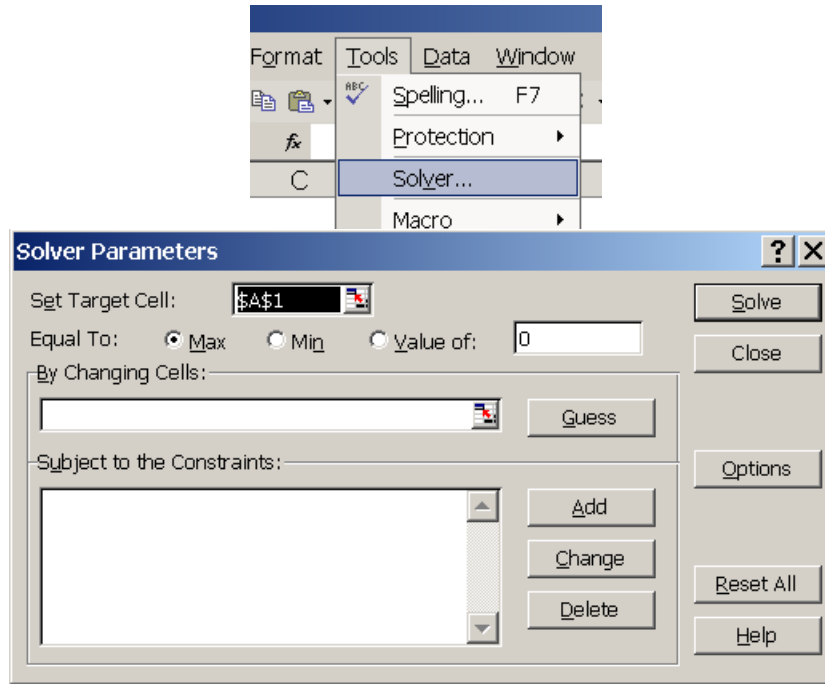 Format Tools Data Window
ABC Spelling... F7
fx Protection
C Solver...
Macro
Solver Parameters ? X
Set Target Cell: $A$1 Solve
Equal To: Max Min Value of: 0 Close
By Changing Cells:
Guess
Subject to the Constraints: Options
Add
Change
Reset All
Delete
Help